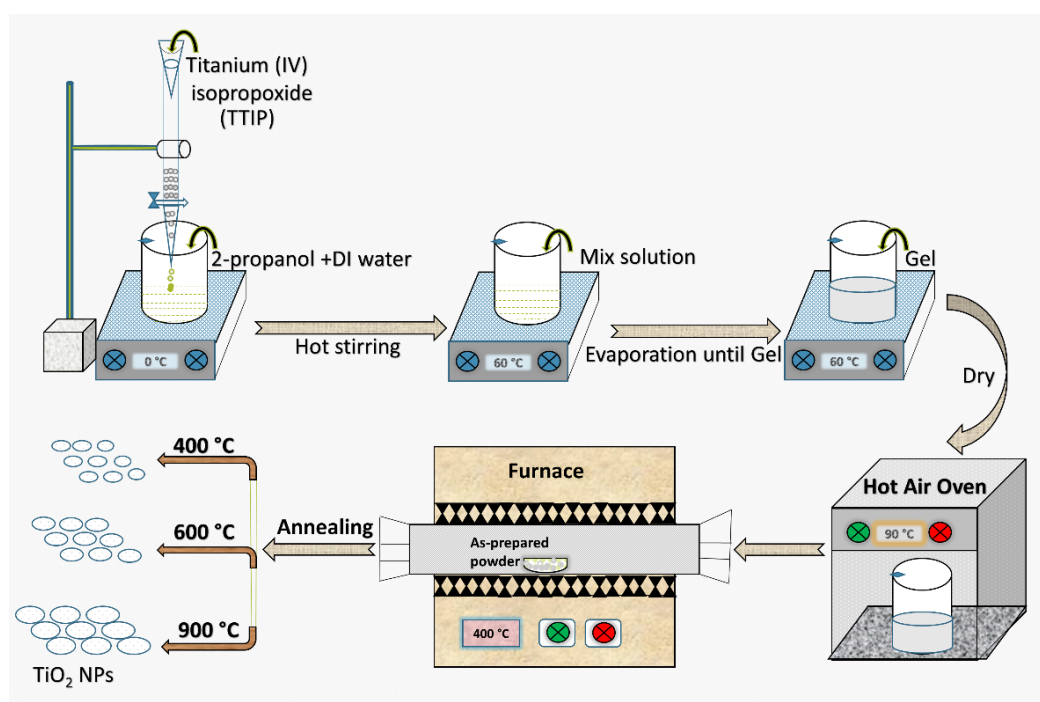 Titanium (IV)
isopropoxide
(TTIP)
2-propanol +DI water
0 °C
Hot stirring
Mix solution
60 °C
Evaporation until Gel
Gel
60 °C
Dry
Hot Air Oven
90 °C
Furnace
As-prepared
powder
400 °C
Annealing
400 °C
600 °C
900 °C
TiO₂ NPs